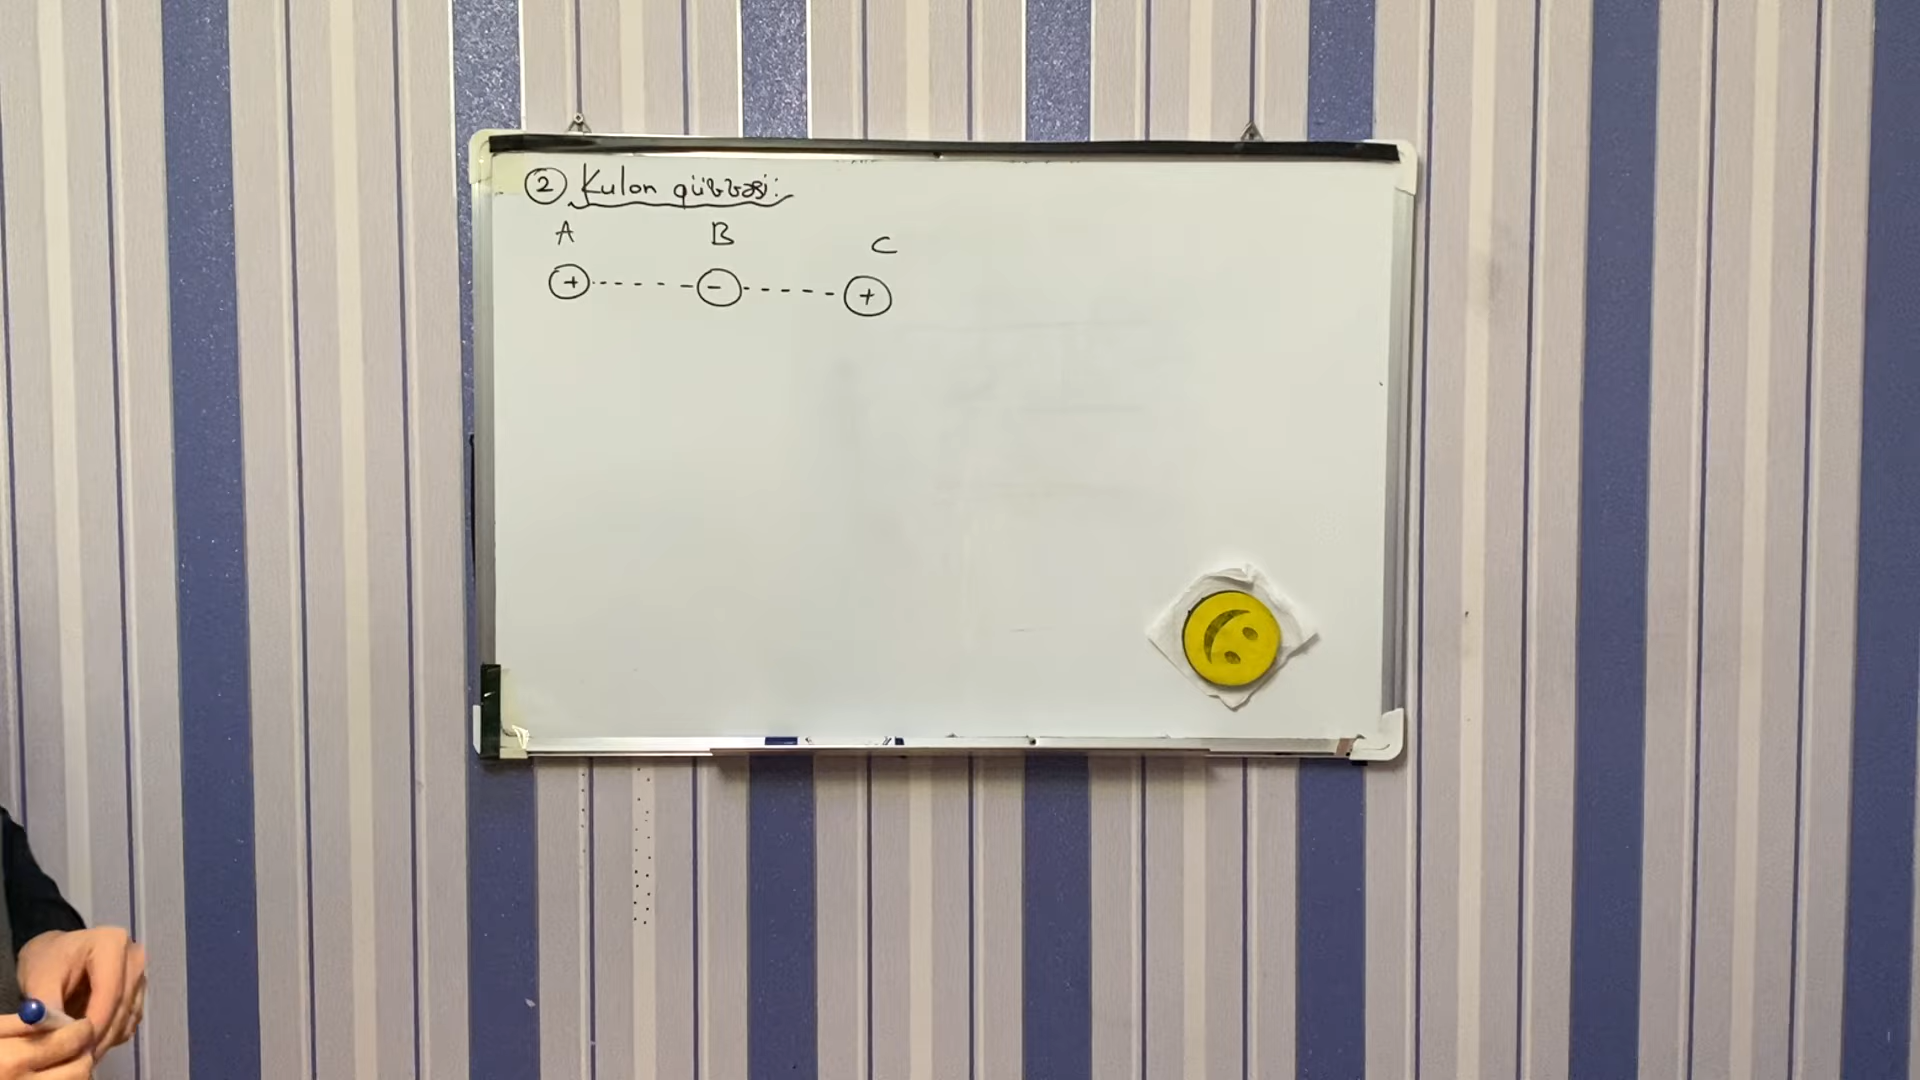 ② Kulon qüvvəsi:
A B C
+ - - - - - - - - - - - - - +